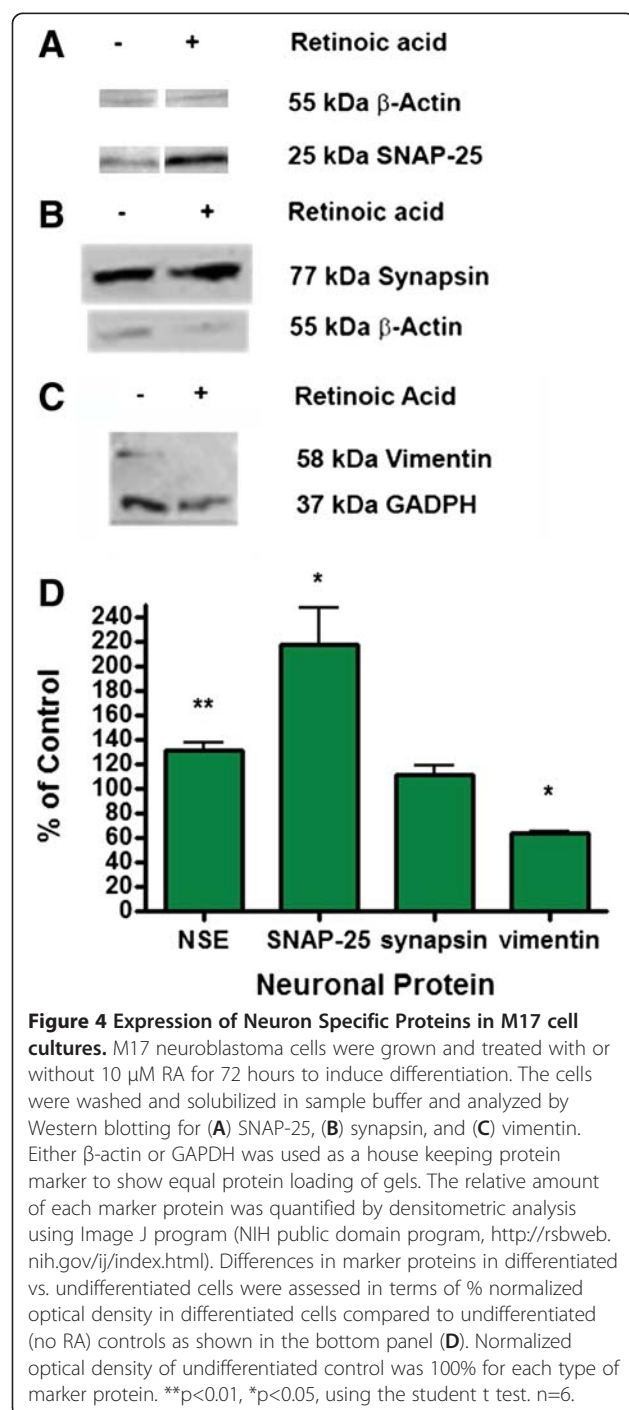 A - + Retinoic acid
55 kDa β-Actin
25 kDa SNAP-25
B - + Retinoic acid
77 kDa Synapsin
55 kDa β-Actin
C - + Retinoic Acid
58 kDa Vimentin
37 kDa GADPH
D
% of Control
240
220
200
180
160
140
120
100
80
60
40
20
0
**
*
*
NSE SNAP-25 synapsin vimentin
Neuronal Protein
Figure 4 Expression of Neuron Specific Proteins in M17 cell
cultures. M17 neuroblastoma cells were grown and treated with or
without 10 μM RA for 72 hours to induce differentiation. The cells
were washed and solubilized in sample buffer and analyzed by
Western blotting for (A) SNAP-25, (B) synapsin, and (C) vimentin.
Either β-actin or GAPDH was used as a house keeping protein
marker to show equal protein loading of gels. The relative amount
of each marker protein was quantified by densitometric analysis
using Image J program (NIH public domain program, http://rsbweb.
nih.gov/ij/index.html). Differences in marker proteins in differentiated
vs. undifferentiated cells were assessed in terms of % normalized
optical density in differentiated cells compared to undifferentiated
(no RA) controls as shown in the bottom panel (D). Normalized
optical density of undifferentiated control was 100% for each type of
marker protein. **p<0.01, *p<0.05, using the student t test. n=6.